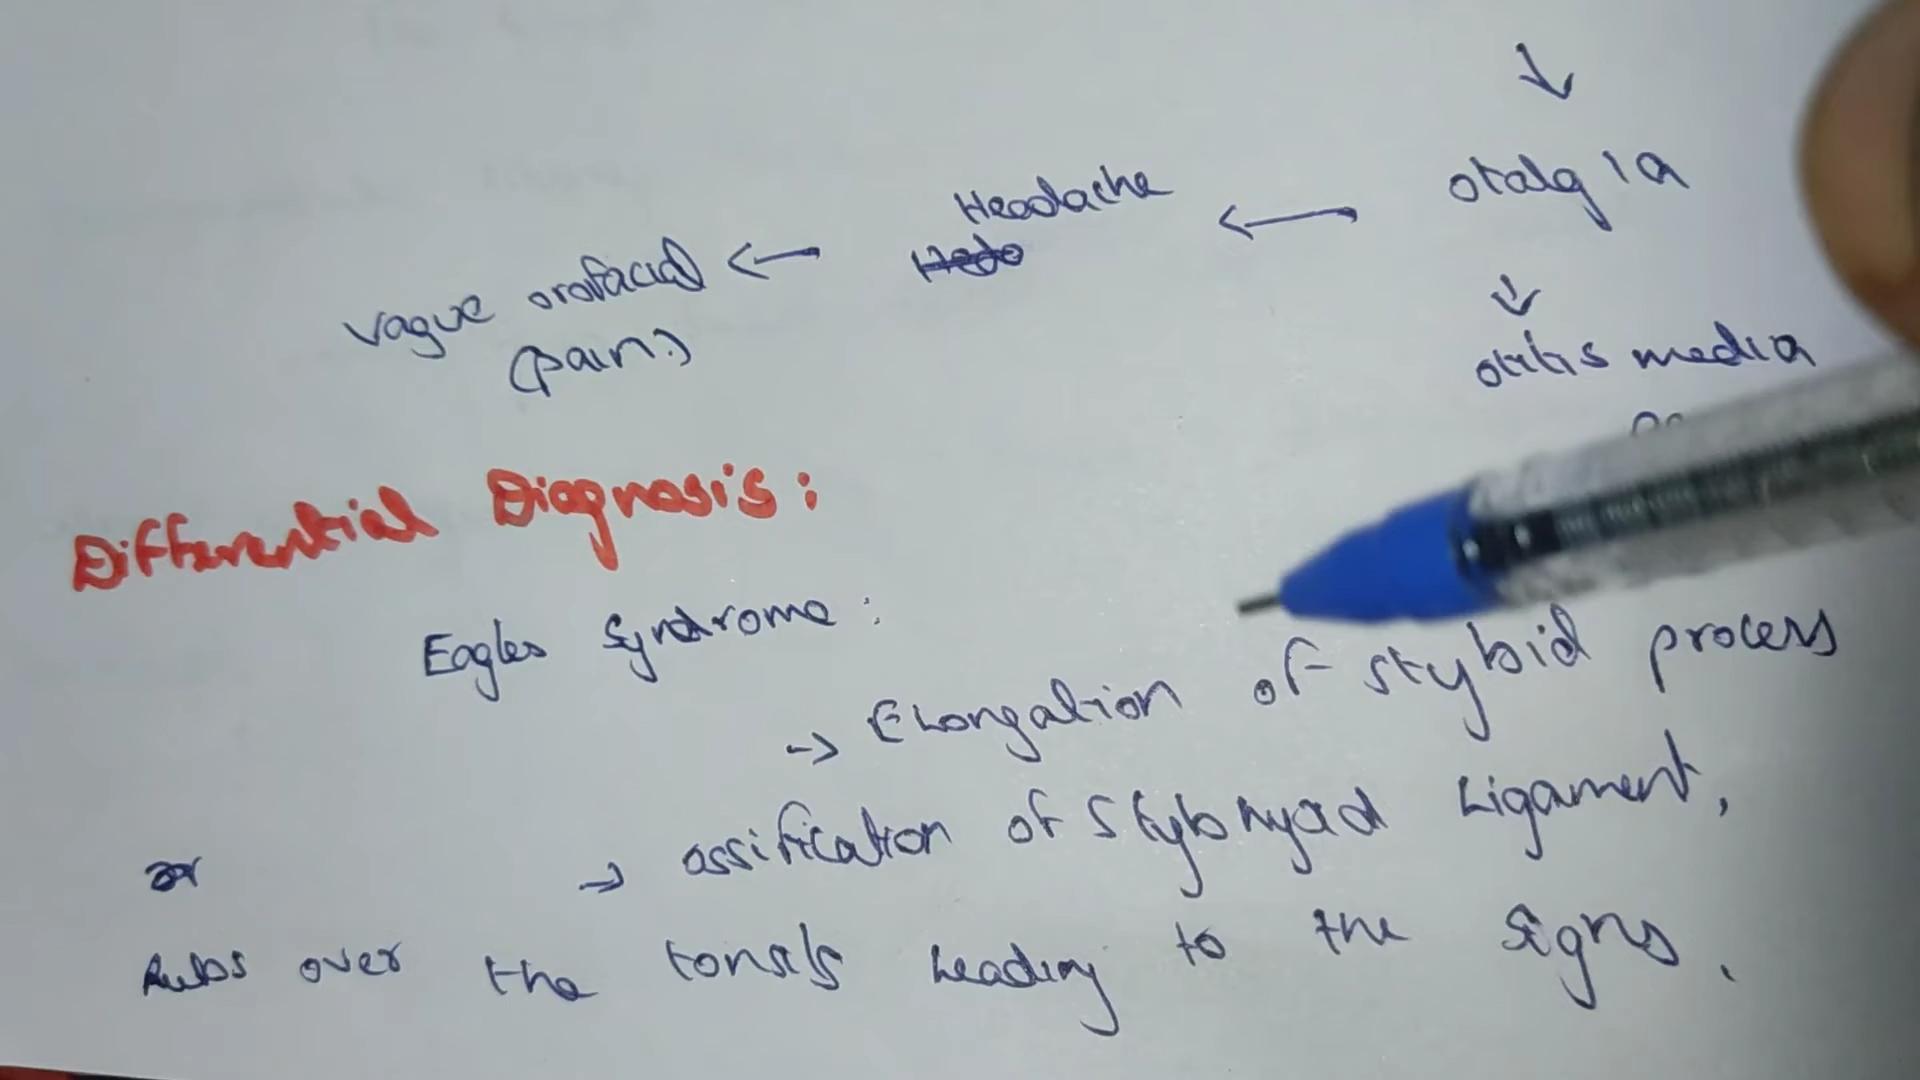 ↓
otalgia
← Headache ←
Vague orofacial
(pain.)
↓
otitis media
Differential Diagnosis:
Eagles Syndrome:
→ Elongation of styloid process
→ ossification of Stylohyoid Ligament,
or
Rubs over the tonsils leading to the signs.